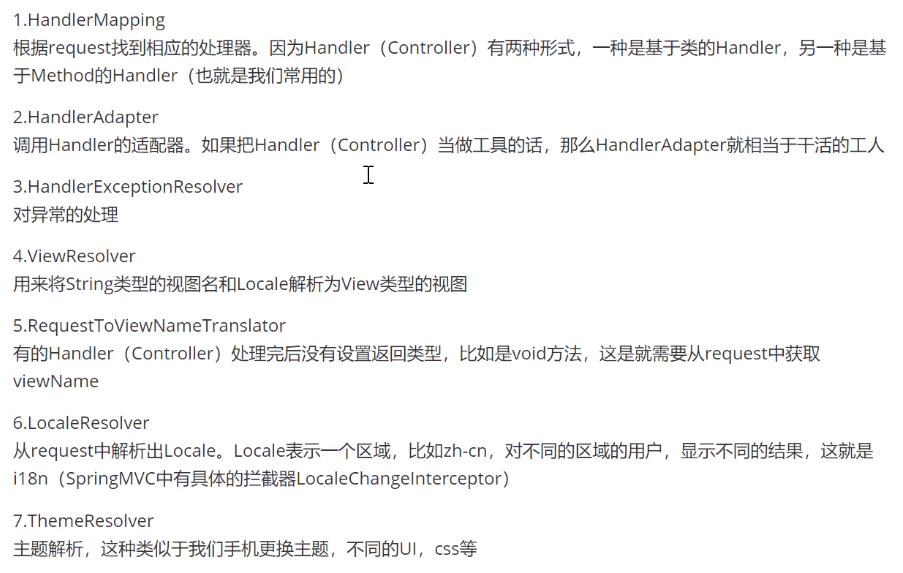 1.HandlerMapping
根据request找到相应的处理器。因为Handler（Controller）有两种形式，一种是基于类的Handler，另一种是基
于Method的Handler（也就是我们常用的）
2.HandlerAdapter
调用Handler的适配器。如果把Handler（Controller）当做工具的话，那么HandlerAdapter就相当于干活的工人
3.HandlerExceptionResolver
对异常的处理
4.ViewResolver
用来将String类型的视图名和Locale解析为View类型的视图
5.RequestToViewNameTranslator
有的Handler（Controller）处理完后没有设置返回类型，比如是void方法，这是就需要从request中获取
viewName
6.LocaleResolver
从request中解析出Locale。Locale表示一个区域，比如zh-cn，对不同的区域的用户，显示不同的结果，这就是
i18n（SpringMVC中有具体的拦截器LocaleChangeInterceptor）
7.ThemeResolver
主题解析，这种类似于我们手机更换主题，不同的UI，css等